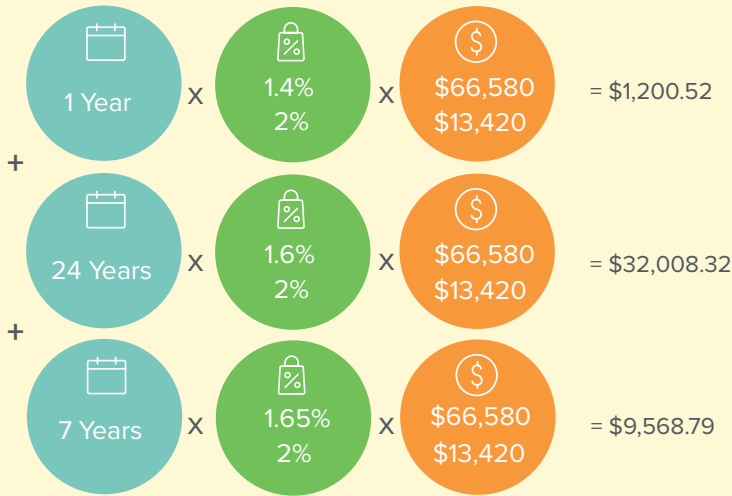 1 Year x 1.4% x $66,580 = $1,200.52
2% $13,420
+
24 Years x 1.6% x $66,580 = $32,008.32
2% $13,420
+
7 Years x 1.65% x $66,580 = $9,568.79
2% $13,420